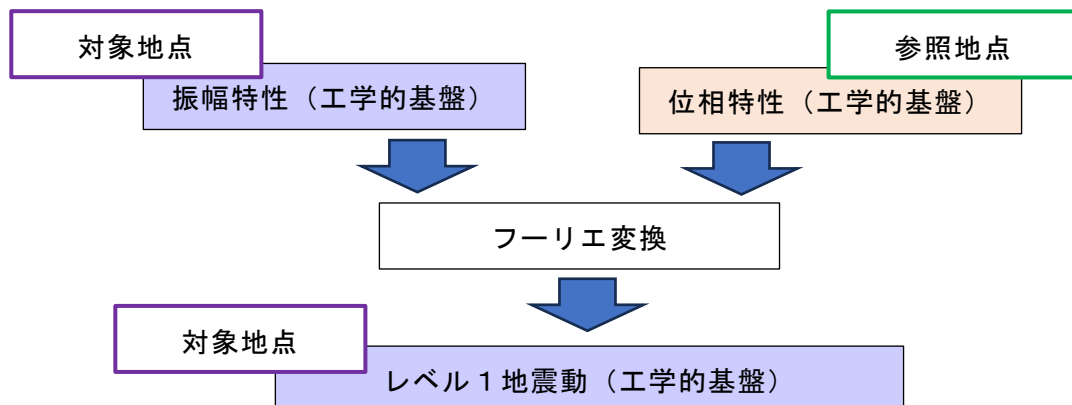 対象地点
参照地点
振幅特性（工学的基盤）
位相特性（工学的基盤）
フーリエ変換
対象地点
レベル１地震動（工学的基盤）